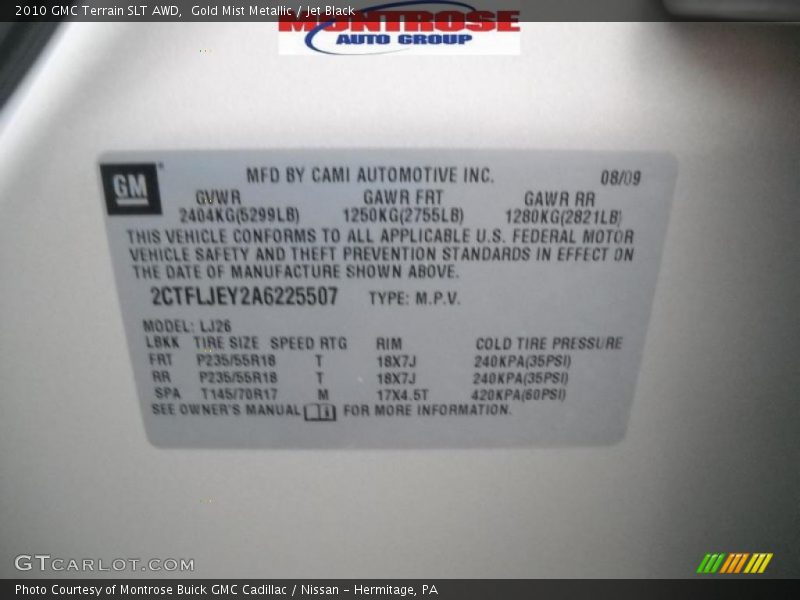 2010 GMC Terrain SLT AWD, Gold Mist Metallic / Jet Black
MONTROSE
AUTO GROUP
GM
MFD BY CAMI AUTOMOTIVE INC. 08/09
GVWR GAWR FRT GAWR RR
2404KG(5299LB) 1250KG(2755LB) 1280KG(2821LB)
THIS VEHICLE CONFORMS TO ALL APPLICABLE U.S. FEDERAL MOTOR
VEHICLE SAFETY AND THEFT PREVENTION STANDARDS IN EFFECT ON
THE DATE OF MANUFACTURE SHOWN ABOVE.
2CTFLJEY2A6225507 TYPE: M.P.V.
MODEL: LJ26
LBKK TIRE SIZE SPEED RTG RIM COLD TIRE PRESSURE
FRT P235/55R18 T 18X7J 240KPA(35PSI)
RR P235/55R18 T 18X7J 240KPA(35PSI)
SPA T145/70R17 M 17X4.5T 420KPA(60PSI)
SEE OWNER'S MANUAL FOR MORE INFORMATION.
GTCARLOT.COM
Photo Courtesy of Montrose Buick GMC Cadillac / Nissan - Hermitage, PA